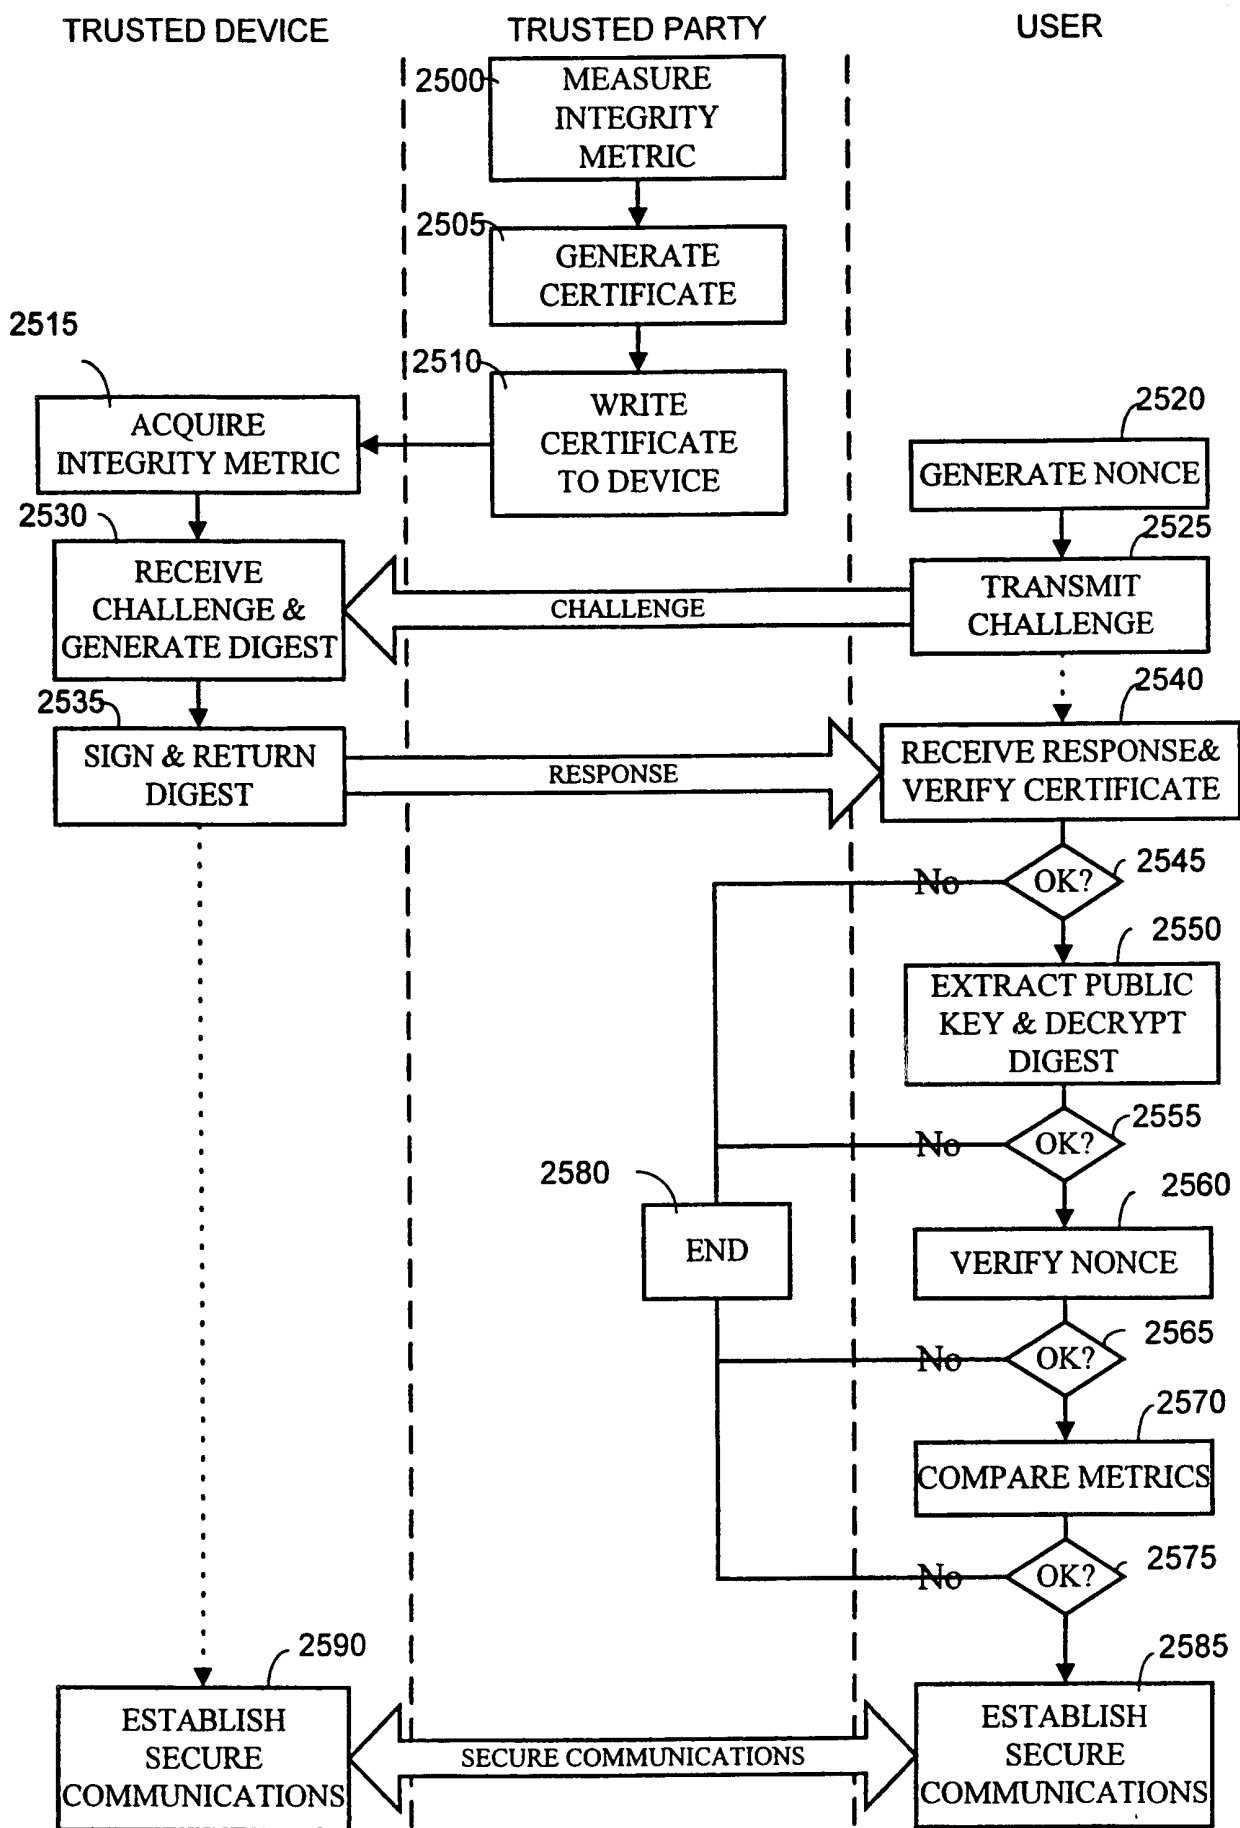 TRUSTED DEVICE
TRUSTED PARTY
USER
2500
MEASURE
INTEGRITY
METRIC
2505
GENERATE
CERTIFICATE
2510
WRITE
CERTIFICATE
TO DEVICE
2515
ACQUIRE
INTEGRITY METRIC
2520
GENERATE NONCE
2525
TRANSMIT
CHALLENGE
CHALLENGE
2530
RECEIVE
CHALLENGE &
GENERATE DIGEST
2535
SIGN & RETURN
DIGEST
RESPONSE
2540
RECEIVE RESPONSE&
VERIFY CERTIFICATE
2545
OK?
No
2550
EXTRACT PUBLIC
KEY & DECRYPT
DIGEST
2555
OK?
No
2560
VERIFY NONCE
2580
END
2565
OK?
No
2570
COMPARE METRICS
2575
OK?
No
2590
ESTABLISH
SECURE
COMMUNICATIONS
SECURE COMMUNICATIONS
2585
ESTABLISH
SECURE
COMMUNICATIONS